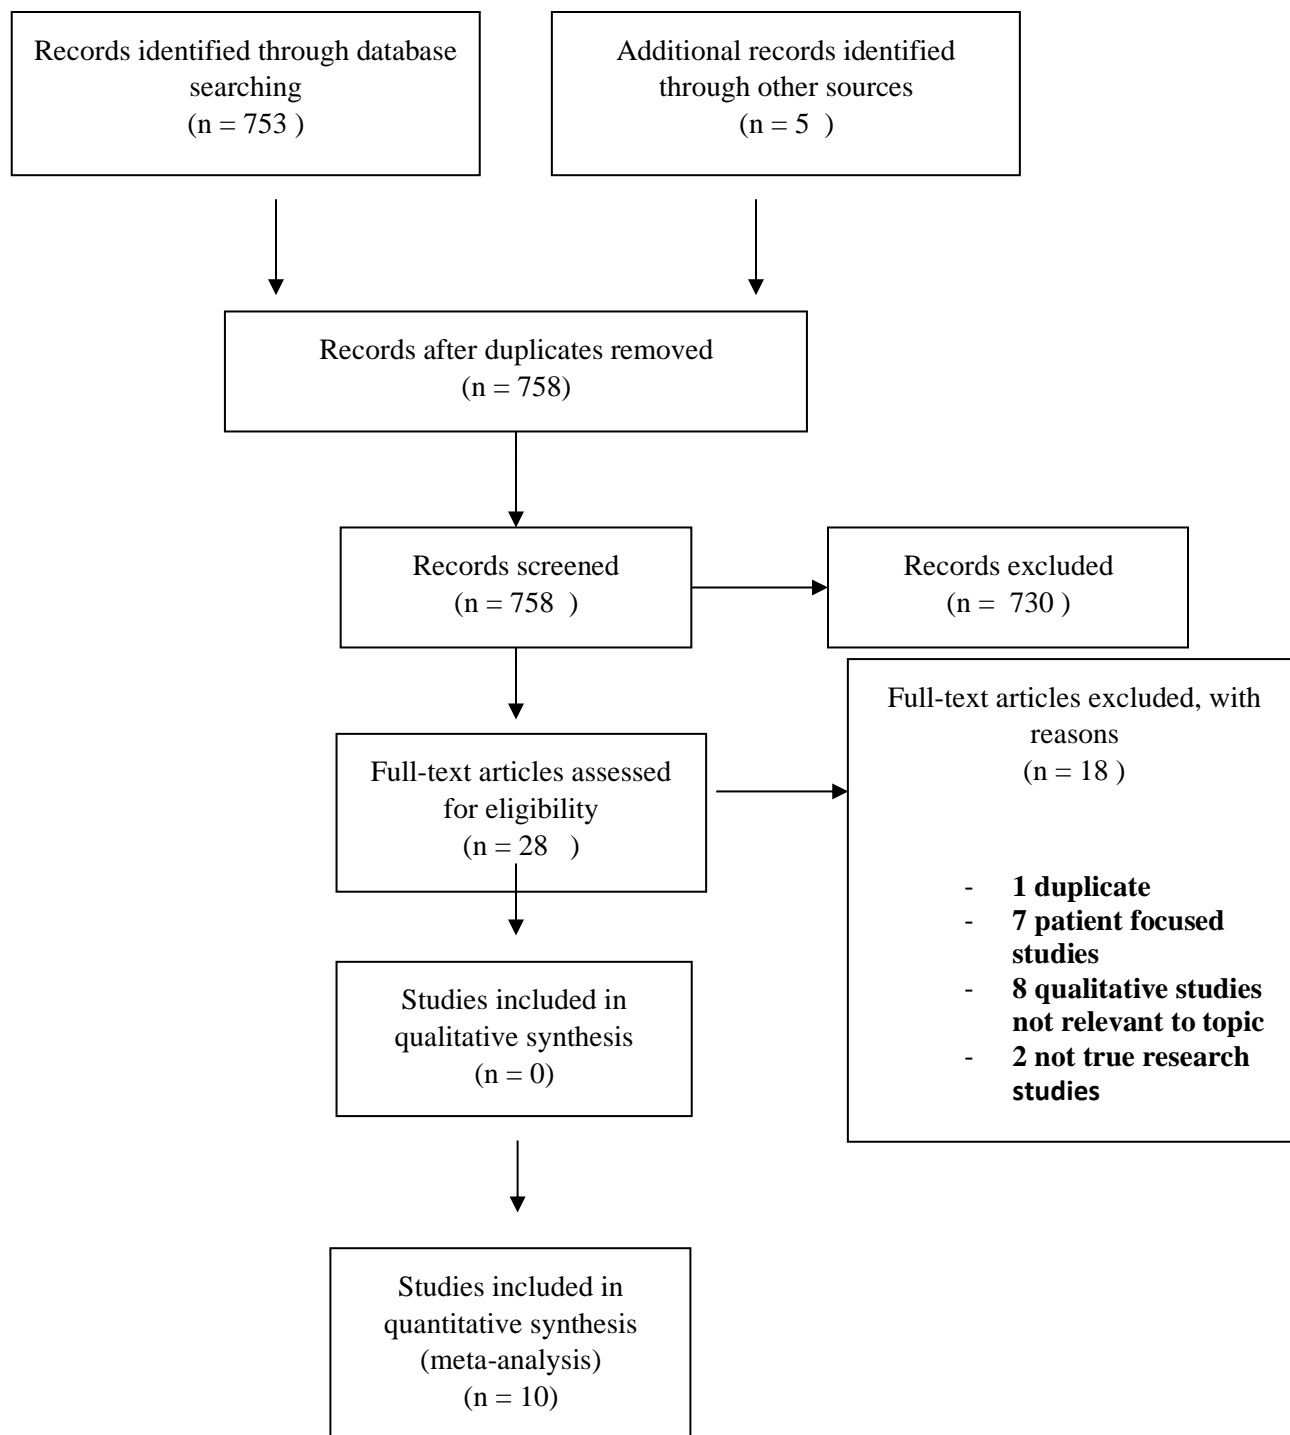 Records identified through database
searching
(n = 753 )
Additional records identified
through other sources
(n = 5 )
Records after duplicates removed
(n = 758)
Records screened
(n = 758 )
Records excluded
(n = 730 )
Full-text articles assessed
for eligibility
(n = 28 )
Full-text articles excluded, with
reasons
(n = 18 )
- 1 duplicate
- 7 patient focused
studies
- 8 qualitative studies
not relevant to topic
- 2 not true research
studies
Studies included in
qualitative synthesis
(n = 0)
Studies included in
quantitative synthesis
(meta-analysis)
(n = 10)